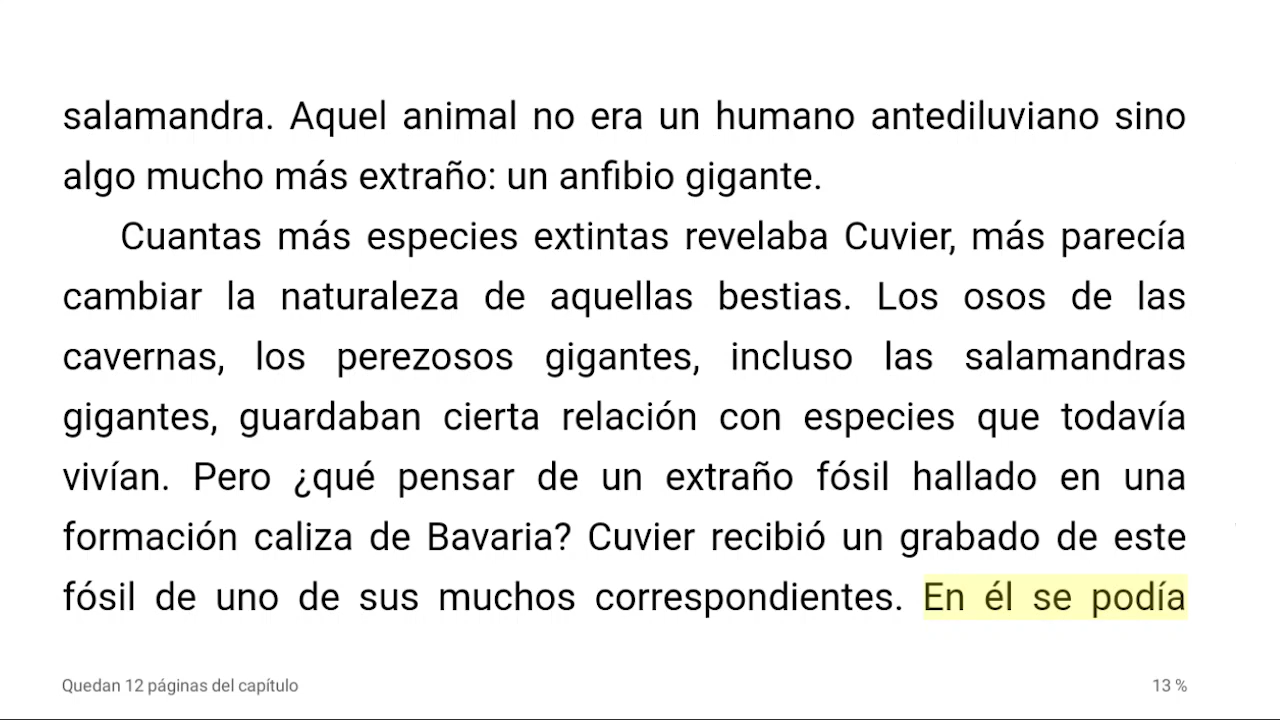 salamandra. Aquel animal no era un humano antediluviano sino
algo mucho más extraño: un anfibio gigante.
Cuantas más especies extintas revelaba Cuvier, más parecía
cambiar la naturaleza de aquellas bestias. Los osos de las
cavernas, los perezosos gigantes, incluso las salamandras
gigantes, guardaban cierta relación con especies que todavía
vivían. Pero ¿qué pensar de un extraño fósil hallado en una
formación caliza de Bavaria? Cuvier recibió un grabado de este
fósil de uno de sus muchos correspondientes. En él se podía
Quedan 12 páginas del capítulo
13 %